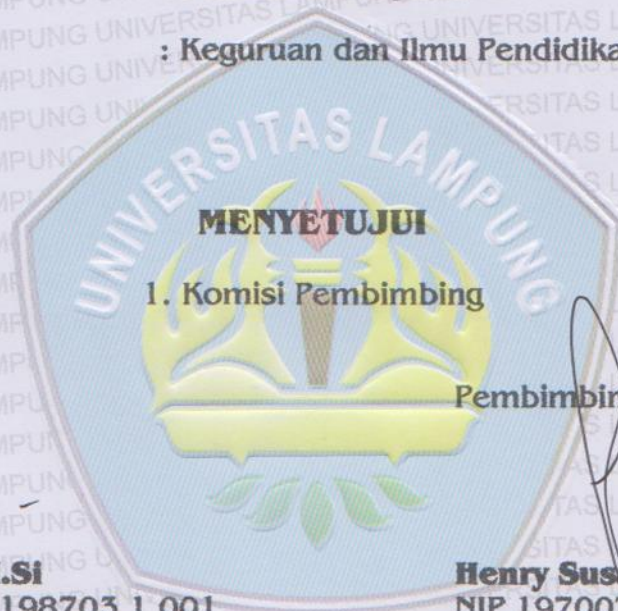 : Keguruan dan Ilmu Pendidika
UNIVERSITAS LAMPUNG
MENYETUJUI
1. Komisi Pembimbing
Pembimbin
.Si
Henry Sus
198703 1 001
NIP 19700